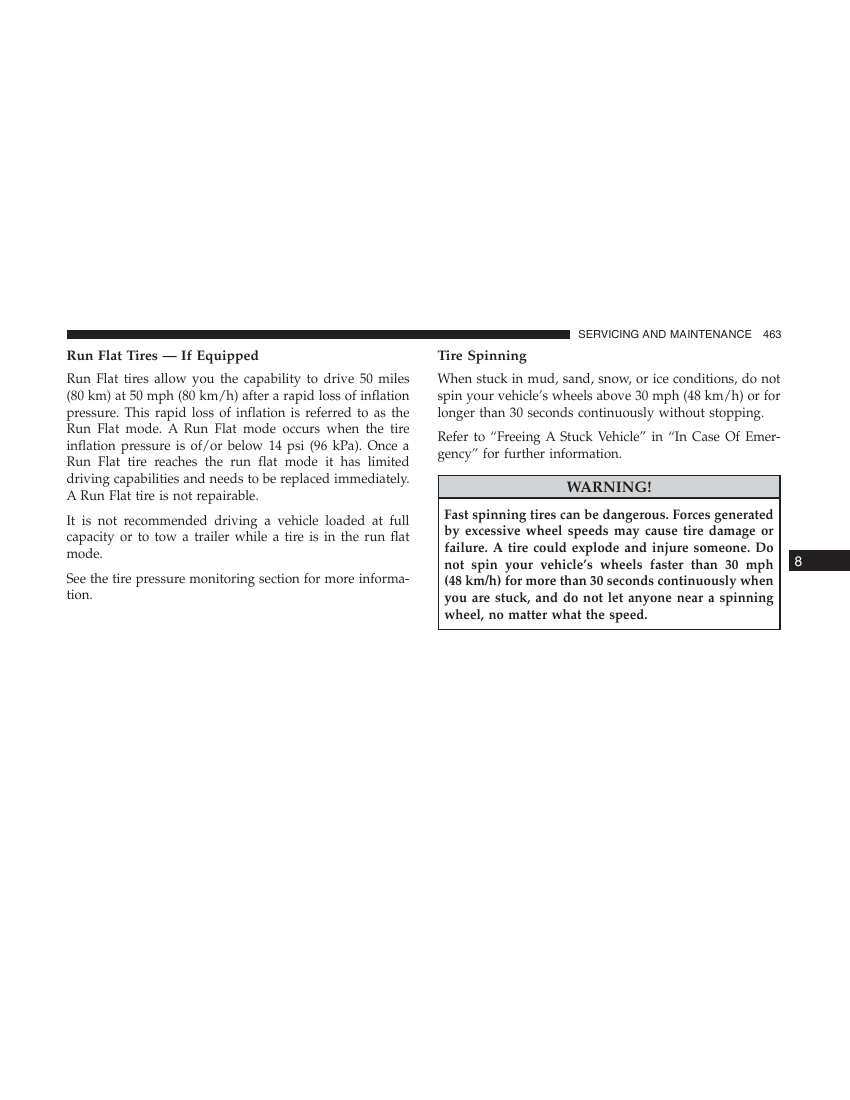 SERVICING AND MAINTENANCE 463
Run Flat Tires — If Equipped
Run Flat tires allow you the capability to drive 50 miles
(80 km) at 50 mph (80 km/h) after a rapid loss of inflation
pressure. This rapid loss of inflation is referred to as the
Run Flat mode. A Run Flat mode occurs when the tire
inflation pressure is of/or below 14 psi (96 kPa). Once a
Run Flat tire reaches the run flat mode it has limited
driving capabilities and needs to be replaced immediately.
A Run Flat tire is not repairable.
It is not recommended driving a vehicle loaded at full
capacity or to tow a trailer while a tire is in the run flat
mode.
See the tire pressure monitoring section for more informa-
tion.
Tire Spinning
When stuck in mud, sand, snow, or ice conditions, do not
spin your vehicle’s wheels above 30 mph (48 km/h) or for
longer than 30 seconds continuously without stopping.
Refer to “Freeing A Stuck Vehicle” in “In Case Of Emer-
gency” for further information.
WARNING!
Fast spinning tires can be dangerous. Forces generated
by excessive wheel speeds may cause tire damage or
failure. A tire could explode and injure someone. Do
not spin your vehicle’s wheels faster than 30 mph
(48 km/h) for more than 30 seconds continuously when
you are stuck, and do not let anyone near a spinning
wheel, no matter what the speed.
8